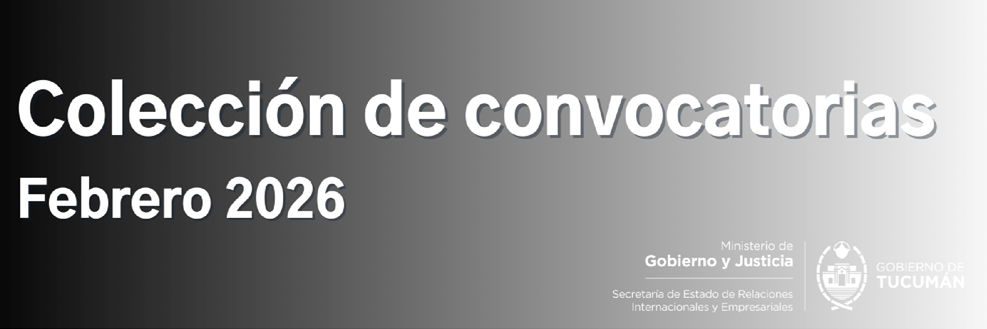 Colección de convocatorias
Febrero 2026
Ministerio de
Gobierno y Justicia
Secretaría de Estado de Relaciones
Internacionales y Empresariales
GOBIERNO DE
TUCUMÁN